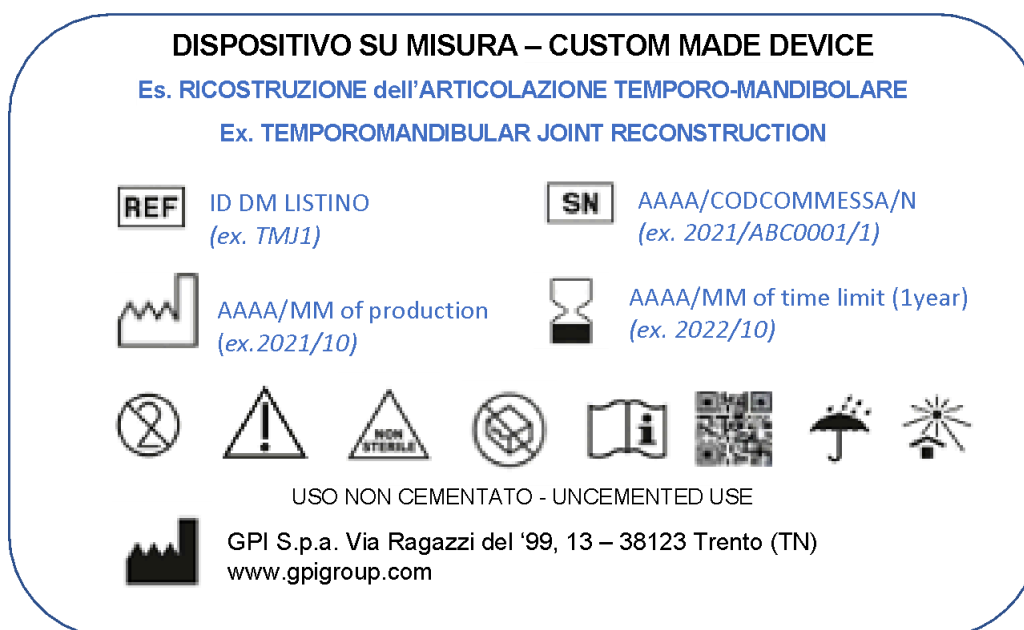 DISPOSITIVO SU MISURA – CUSTOM MADE DEVICE
Es. RICOSTRUZIONE dell'ARTICOLAZIONE TEMPORO-MANDIBOLARE
Ex. TEMPOROMANDIBULAR JOINT RECONSTRUCTION
REF ID DM LISTINO
(ex. TMJ1)
SN AAAA/CODCOMMESSA/N
(ex. 2021/ABC0001/1)
AAAA/MM of production
(ex.2021/10)
AAAA/MM of time limit (1year)
(ex. 2022/10)
2
!
NON
STERILE
i
USO NON CEMENTATO - UNCEMENTED USE
GPI S.p.a. Via Ragazzi del '99, 13 – 38123 Trento (TN)
www.gpigroup.com